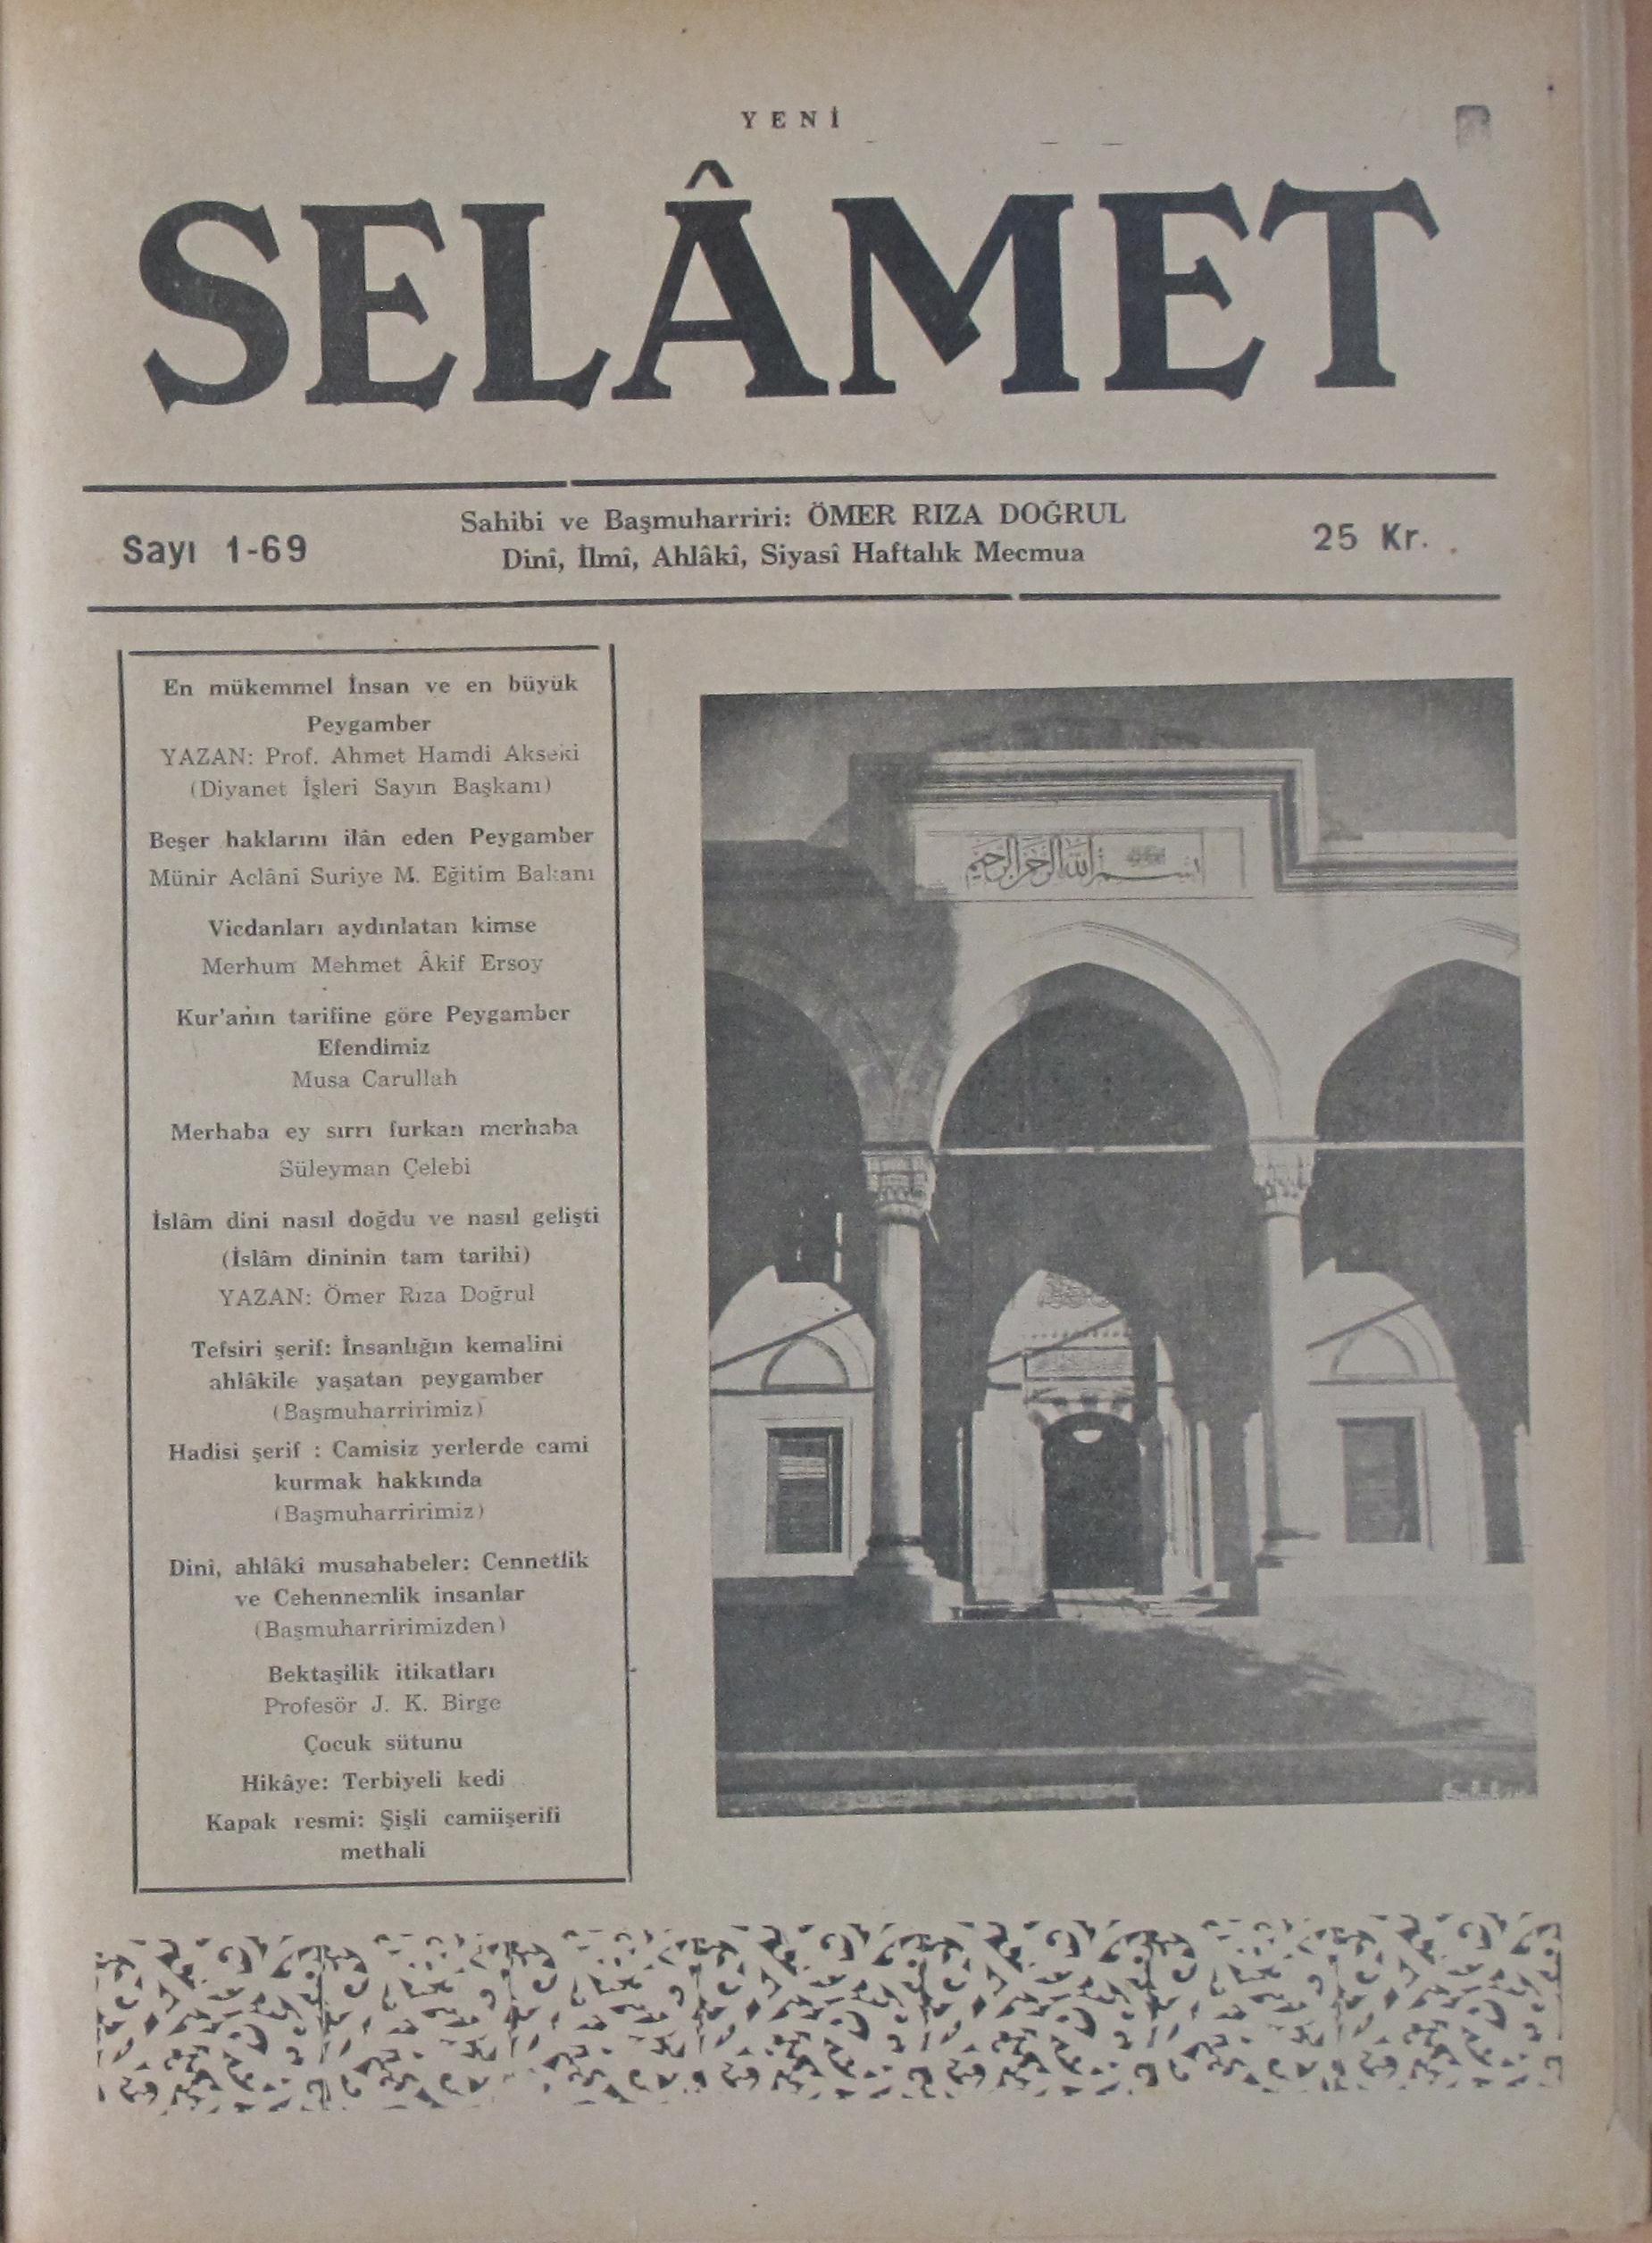 YENİ
SELÂMET
Sayı 1-69
Sahibi ve Başmuharriri: ÖMER RIZA DOĞRUL
Dinî, İlmî, Ahlâkî, Siyasî Haftalık Mecmua
25 Kr.
En mükemmel İnsan ve en büyük
Peygamber
YAZAN: Prof. Ahmet Hamdi Akseki
(Diyanet İşleri Sayın Başkanı)
Beşer haklarını ilân eden Peygamber
Münir Aclâni Suriye M. Eğitim Bakanı
Vicdanları aydınlatan kimse
Merhum Mehmet Âkif Ersoy
Kur'anın tarifine göre Peygamber
Efendimiz
Musa Carullah
Merhaba ey sırrı furkan merhaba
Süleyman Çelebi
İslâm dini nasıl doğdu ve nasıl gelişti
(İslâm dininin tam tarihi)
YAZAN: Ömer Rıza Doğrul
Tefsiri şerif: İnsanlığın kemalini
ahlâkile yaşatan peygamber
(Başmuharririmiz)
Hadisi şerif : Camisiz yerlerde cami
kurmak hakkında
(Başmuharririmiz)
Dinî, ahlâkî musahabeler: Cennetlik
ve Cehennemlik insanlar
(Başmuharririmizden)
Bektaşilik itikatları
Profesör J. K. Birge
Çocuk sütunu
Hikâye: Terbiyeli kedi
Kapak resmi: Şişli camiişerifi
methali
بسم الله الرحمن الرحيم